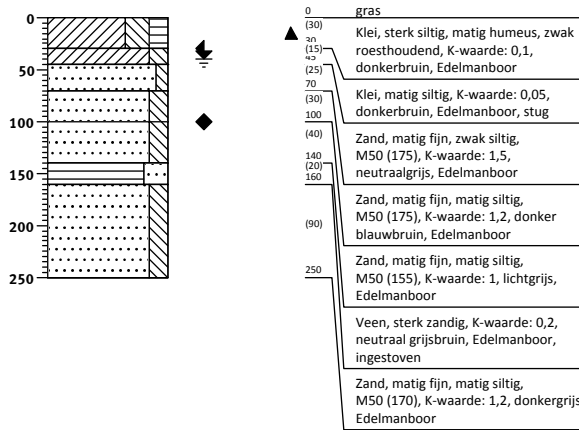 0
50
100
150
200
250
0 gras
(30)
30
(15)
45
(25)
70
(30)
100
(40)
140
(20)
160
(90)
250
Klei, sterk siltig, matig humeus, zwak
roesthoudend, K-waarde: 0,1,
donkerbruin, Edelmanboor
Klei, matig siltig, K-waarde: 0,05,
donkerbruin, Edelmanboor, stug
Zand, matig fijn, zwak siltig,
M50 (175), K-waarde: 1,5,
neutraalgrijs, Edelmanboor
Zand, matig fijn, matig siltig,
M50 (175), K-waarde: 1,2, donker
blauwbruin, Edelmanboor
Zand, matig fijn, matig siltig,
M50 (155), K-waarde: 1, lichtgrijs,
Edelmanboor
Veen, sterk zandig, K-waarde: 0,2,
neutraal grijsbruin, Edelmanboor,
ingestoven
Zand, matig fijn, matig siltig,
M50 (170), K-waarde: 1,2, donkergrijs,
Edelmanboor